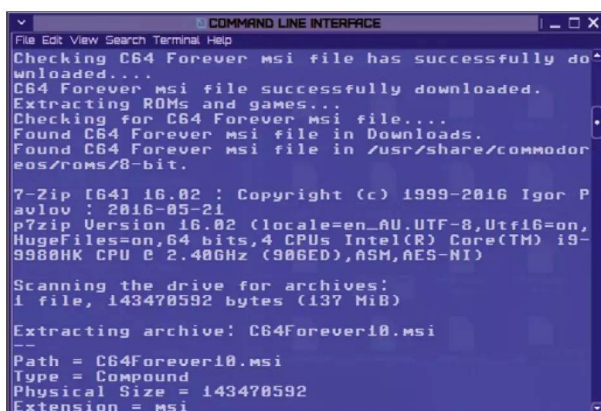 COMMAND LINE INTERFACE
File Edit View Search Terminal Help
Checking C64 Forever msi file has successfully do
wnloaded....
C64 Forever msi file successfully downloaded.
Extracting ROMs and games...
Checking for C64 Forever msi file....
Found C64 Forever msi file in Downloads.
Found C64 Forever msi file in /usr/share/commodor
eos/roms/8-bit.
7-Zip [64] 16.02 : Copyright (c) 1999-2016 Igor P
avlov : 2016-05-21
p7zip Version 16.02 (locale=en_AU.UTF-8,Utf16=on,
HugeFiles=on,64 bits,4 CPUs Intel(R) Core(TM) i9-
9980HK CPU @ 2.40GHz (906ED),ASM,AES-NI)
Scanning the drive for archives:
1 file, 143470592 bytes (137 MiB)
Extracting archive: C64Forever10.msi
--
Path = C64Forever10.msi
Type = Compound
Physical Size = 143470592
Extension = msi